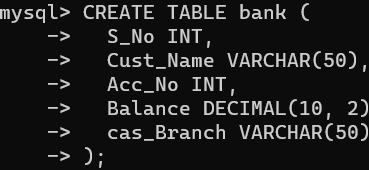 mysql> CREATE TABLE bank (
    ->   S_No INT,
    ->   Cust_Name VARCHAR(50),
    ->   Acc_No INT,
    ->   Balance DECIMAL(10, 2)
    ->   cas_Branch VARCHAR(50)
    -> );